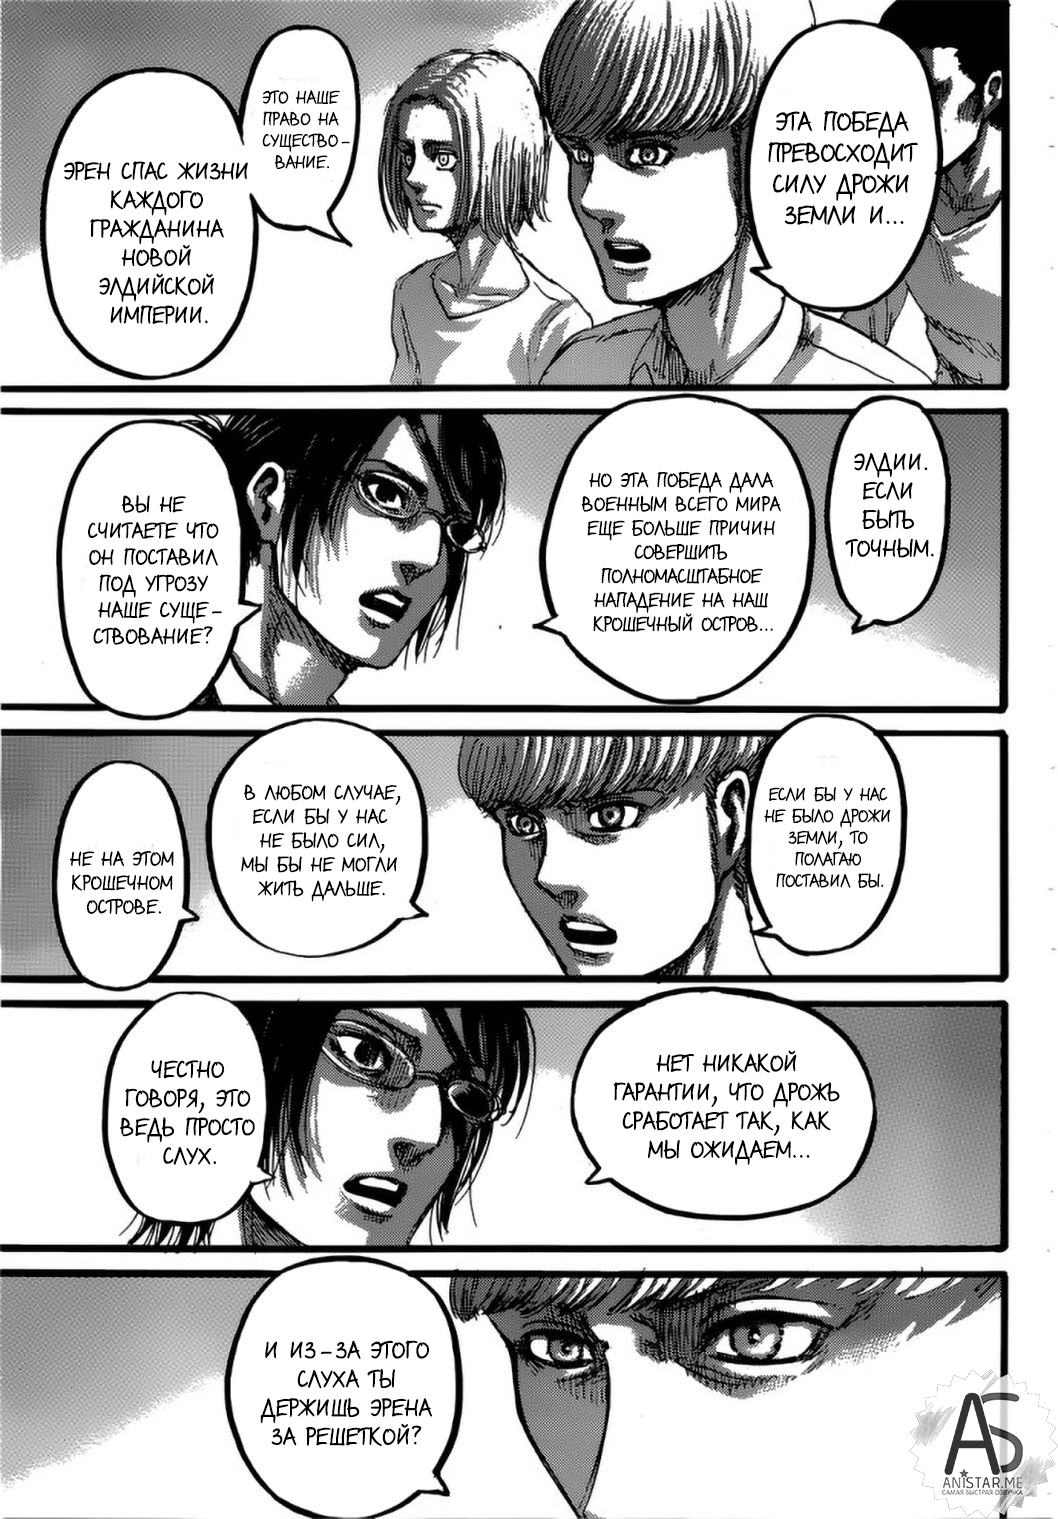 ЭТА ПОБЕДА
ПРЕВОСХОДИТ
СИЛУ ДРОЖИ
ЗЕМЛИ И...
ЭТО НАШЕ
ПРАВО НА
СУЩЕСТВО-
ВАНИЕ.
ЭРЕН СПАС ЖИЗНИ
КАЖДОГО
ГРАЖДАНИНА
НОВОЙ
ЭЛДИЙСКОЙ
ИМПЕРИИ.
ЭЛДИИ.
ЕСЛИ
БЫТЬ
ТОЧНЫМ.
НО ЭТА ПОБЕДА ДАЛА
ВОЕННЫМ ВСЕГО МИРА
ЕЩЕ БОЛЬШЕ ПРИЧИН
СОВЕРШИТЬ
ПОЛНОМАСШТАБНОЕ
НАПАДЕНИЕ НА НАШ
КРОШЕЧНЫЙ ОСТРОВ...
ВЫ НЕ
СЧИТАЕТЕ ЧТО
ОН ПОСТАВИЛ
ПОД УГРОЗУ
НАШЕ СУЩЕ-
СТВОВАНИЕ?
ЕСЛИ БЫ У НАС
НЕ БЫЛО ДРОЖИ
ЗЕМЛИ, ТО
ПОЛАГАЮ
ПОСТАВИЛ БЫ.
В ЛЮБОМ СЛУЧАЕ,
ЕСЛИ БЫ У НАС
НЕ БЫЛО СИЛ,
МЫ БЫ НЕ МОГЛИ
ЖИТЬ ДАЛЬШЕ.
НЕ НА ЭТОМ
КРОШЕЧНОМ
ОСТРОВЕ.
НЕТ НИКАКОЙ
ГАРАНТИИ, ЧТО ДРОЖЬ
СРАБОТАЕТ ТАК, КАК
МЫ ОЖИДАЕМ...
ЧЕСТНО
ГОВОРЯ, ЭТО
ВЕДЬ ПРОСТО
СЛУХ.
И ИЗ-ЗА ЭТОГО
СЛУХА ТЫ
ДЕРЖИШЬ ЭРЕНА
ЗА РЕШЕТКОЙ?
AS
ANISTAR.ME
САМАЯ БЫСТРАЯ ОЗВУЧКА